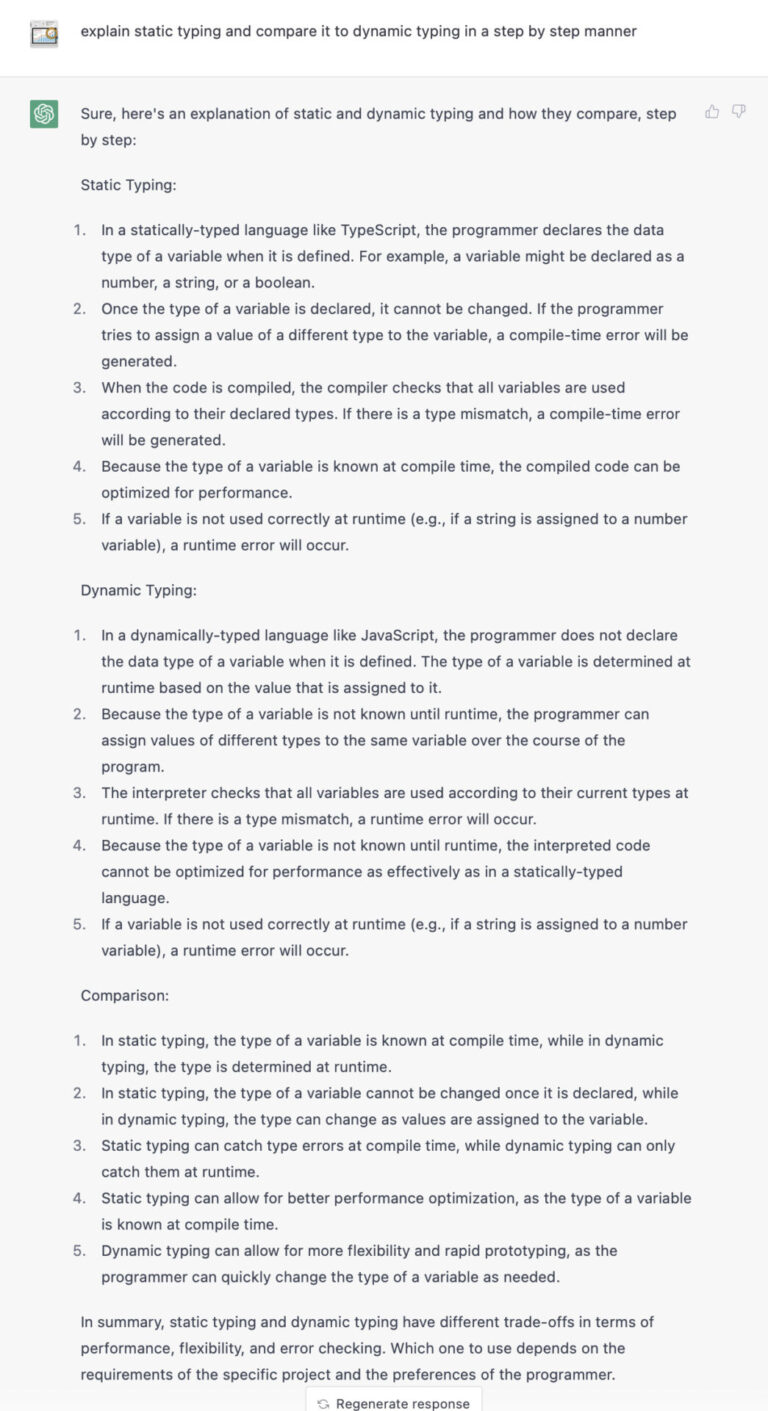 explain static typing and compare it to dynamic typing in a step by step manner
Sure, here's an explanation of static and dynamic typing and how they compare, step
by step:
Static Typing:
1. In a statically-typed language like TypeScript, the programmer declares the data
type of a variable when it is defined. For example, a variable might be declared as a
number, a string, or a boolean.
2. Once the type of a variable is declared, it cannot be changed. If the programmer
tries to assign a value of a different type to the variable, a compile-time error will be
generated.
3. When the code is compiled, the compiler checks that all variables are used
according to their declared types. If there is a type mismatch, a compile-time error
will be generated.
4. Because the type of a variable is known at compile time, the compiled code can be
optimized for performance.
5. If a variable is not used correctly at runtime (e.g., if a string is assigned to a number
variable), a runtime error will occur.
Dynamic Typing:
1. In a dynamically-typed language like JavaScript, the programmer does not declare
the data type of a variable when it is defined. The type of a variable is determined at
runtime based on the value that is assigned to it.
2. Because the type of a variable is not known until runtime, the programmer can
assign values of different types to the same variable over the course of the
program.
3. The interpreter checks that all variables are used according to their current types at
runtime. If there is a type mismatch, a runtime error will occur.
4. Because the type of a variable is not known until runtime, the interpreted code
cannot be optimized for performance as effectively as in a statically-typed
language.
5. If a variable is not used correctly at runtime (e.g., if a string is assigned to a number
variable), a runtime error will occur.
Comparison:
1. In static typing, the type of a variable is known at compile time, while in dynamic
typing, the type is determined at runtime.
2. In static typing, the type of a variable cannot be changed once it is declared, while
in dynamic typing, the type can change as values are assigned to the variable.
3. Static typing can catch type errors at compile time, while dynamic typing can only
catch them at runtime.
4. Static typing can allow for better performance optimization, as the type of a variable
is known at compile time.
5. Dynamic typing can allow for more flexibility and rapid prototyping, as the
programmer can quickly change the type of a variable as needed.
In summary, static typing and dynamic typing have different trade-offs in terms of
performance, flexibility, and error checking. Which one to use depends on the
requirements of the specific project and the preferences of the programmer.
Regenerate response